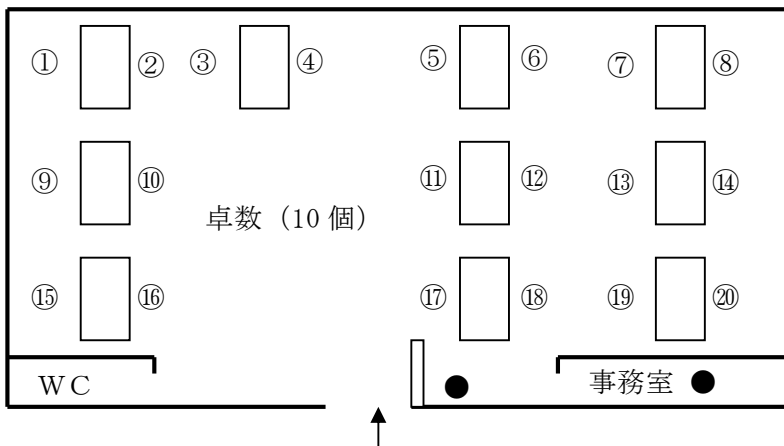 ① ② ③ ④ ⑤ ⑥ ⑦ ⑧
⑨ ⑩ ⑪ ⑫ ⑬ ⑭
卓数（10 個）
⑮ ⑯ ⑰ ⑱ ⑲ ⑳
ＷＣ ● 事務室 ●